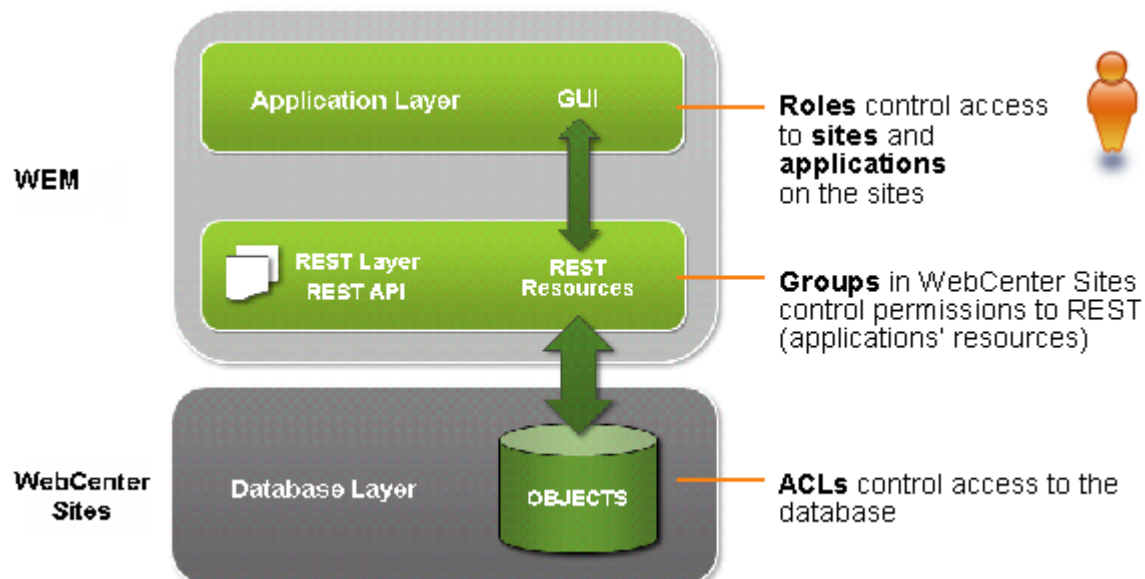 Application Layer
GUI
Roles control access
to sites and
applications
on the sites
WEM
REST Layer
REST API
REST
Resources
Groups in WebCenter Sites
control permissions to REST
(applications' resources)
WebCenter
Sites
Database Layer
OBJECTS
ACLs control access to the
database